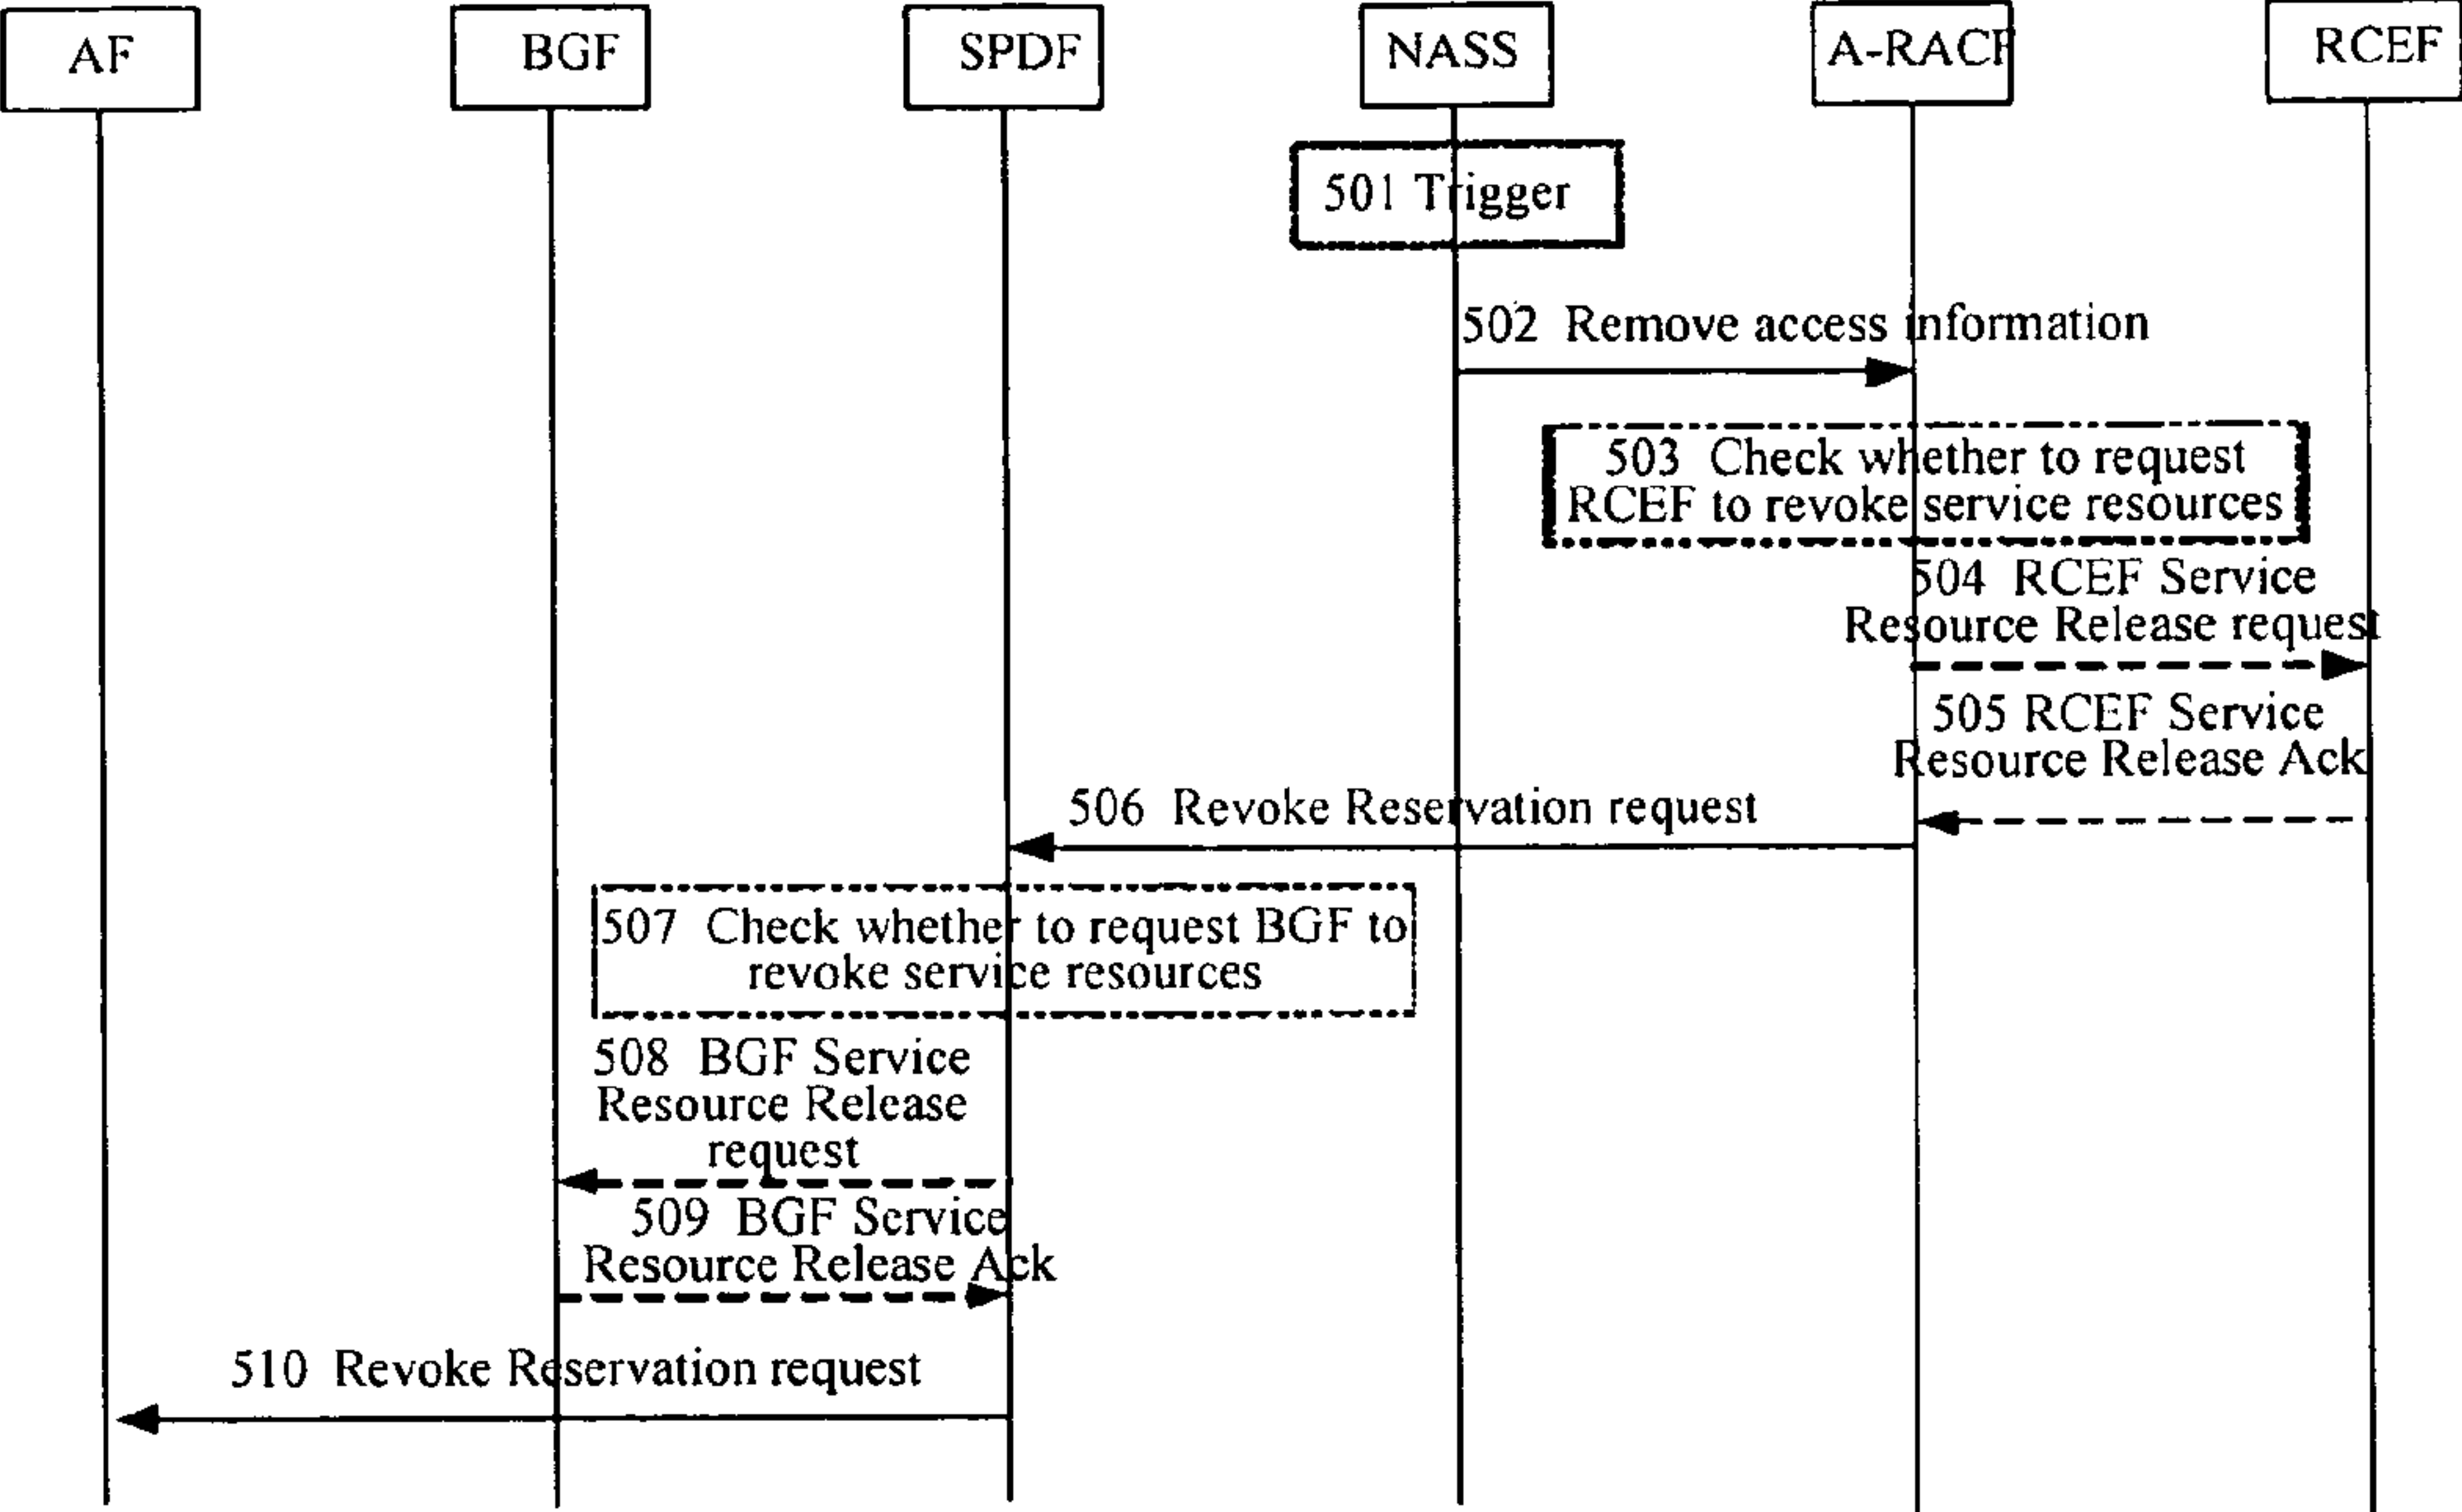 AF
BGF
SPDF
NASS
A-RACF
RCEF
501 Trigger
502 Remove access information
503 Check whether to request
RCEF to revoke service resources
504 RCEF Service
Resource Release request
505 RCEF Service
Resource Release Ack
506 Revoke Reservation request
507 Check whether to request BGF to
revoke service resources
508 BGF Service
Resource Release
request
509 BGF Service
Resource Release Ack
510 Revoke Reservation request